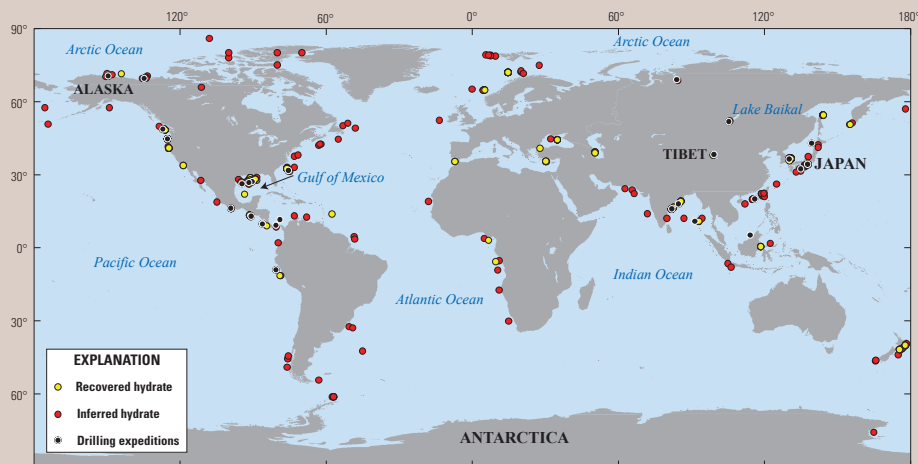 120° 60° 0° 60° 120° 180°
90°
Arctic Ocean
Arctic Ocean
ALASKA
60°
Lake Baikal
TIBET
JAPAN
30°
Gulf of Mexico
0°
Pacific Ocean
Indian Ocean
Atlantic Ocean
30°
EXPLANATION
Recovered hydrate
Inferred hydrate
60°
Drilling expeditions
ANTARCTICA